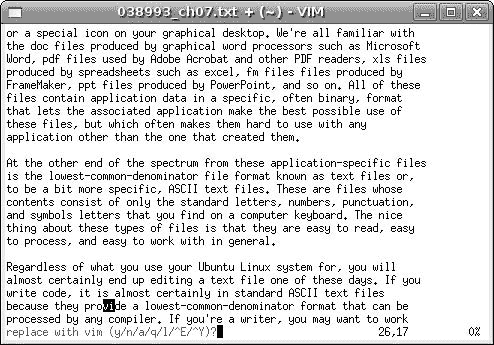 038993_ch07.txt + (~) - VIM
or a special icon on your graphical desktop. We're all familiar with
the doc files produced by graphical word processors such as Microsoft
Word, pdf files used by Adobe Acrobat and other PDF readers, xls files
produced by spreadsheets such as excel, fm files files produced by
FrameMaker, ppt files produced by PowerPoint, and so on. All of these
files contain application data in a specific, often binary, format
that lets the associated application make the best possible use of
these files, but which often makes them hard to use with any
application other than the one that created them.
At the other end of the spectrum from these application-specific files
is the lowest-common-denominator file format known as text files or,
to be a bit more specific, ASCII text files. These are files whose
contents consist of only the standard letters, numbers, punctuation,
and symbols letters that you find on a computer keyboard. The nice
thing about these types of files is that they are easy to read, easy
to process, and easy to work with in general.
Regardless of what you use your Ubuntu Linux system for, you will
almost certainly end up editing a text file one of these days. If you
write code, it is almost certainly in standard ASCII text files
because they provide a lowest-common-denominator format that can be
processed by any compiler. If you're a writer, you may want to work
replace with vim (y/n/a/q/l/^E/^Y)? 26,17 0%